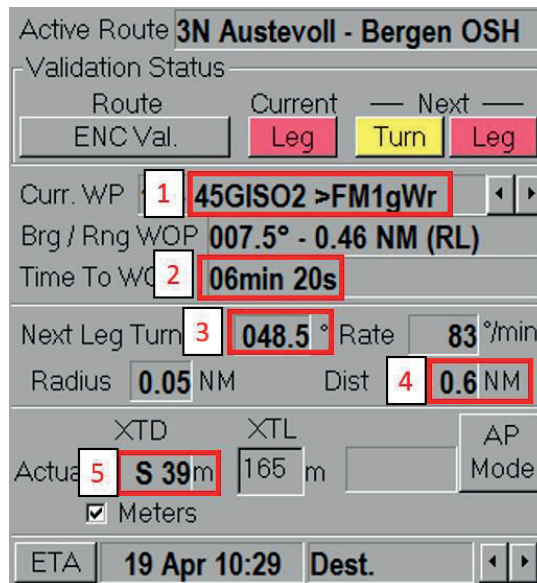 Active Route 3N Austevoll - Bergen OSH
Validation Status
Route Current Next
ENC Val. Leg Turn Leg
Curr. WP 1 45GISO2 >FM1gWr
Brg / Rng WOP 007.5° - 0.46 NM (RL)
Time To WO 2 06min 20s
Next Leg Turn 3 048.5 ° Rate 83 °/min
Radius 0.05 NM Dist 4 0.6 NM
XTD XTL AP
Actua 5 S 39 m 165 m Mode
Meters
ETA 19 Apr 10:29 Dest.